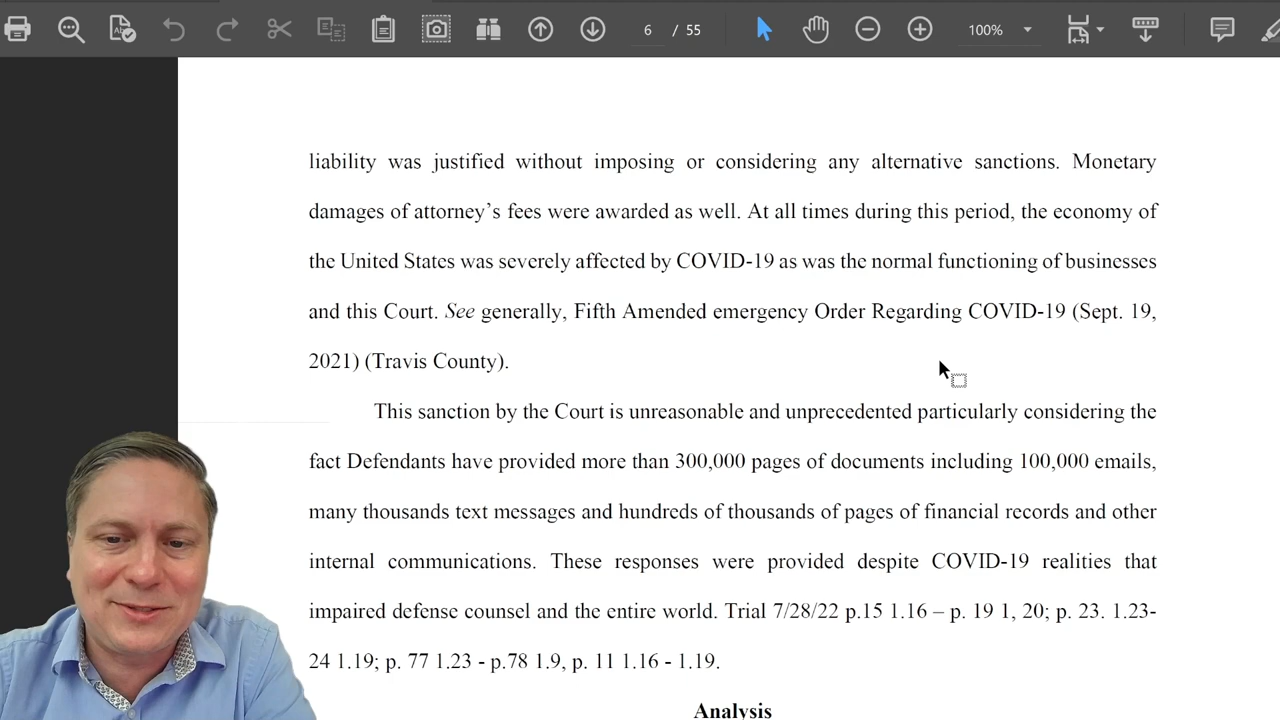 6 / 55
100%
liability was justified without imposing or considering any alternative sanctions. Monetary
damages of attorney’s fees were awarded as well. At all times during this period, the economy of
the United States was severely affected by COVID-19 as was the normal functioning of businesses
and this Court. See generally, Fifth Amended emergency Order Regarding COVID-19 (Sept. 19,
2021) (Travis County).
This sanction by the Court is unreasonable and unprecedented particularly considering the
fact Defendants have provided more than 300,000 pages of documents including 100,000 emails,
many thousands text messages and hundreds of thousands of pages of financial records and other
internal communications. These responses were provided despite COVID-19 realities that
impaired defense counsel and the entire world. Trial 7/28/22 p.15 1.16 – p. 19 1, 20; p. 23. 1.23-
24 1.19; p. 77 1.23 - p.78 1.9, p. 11 1.16 - 1.19.
Analysis